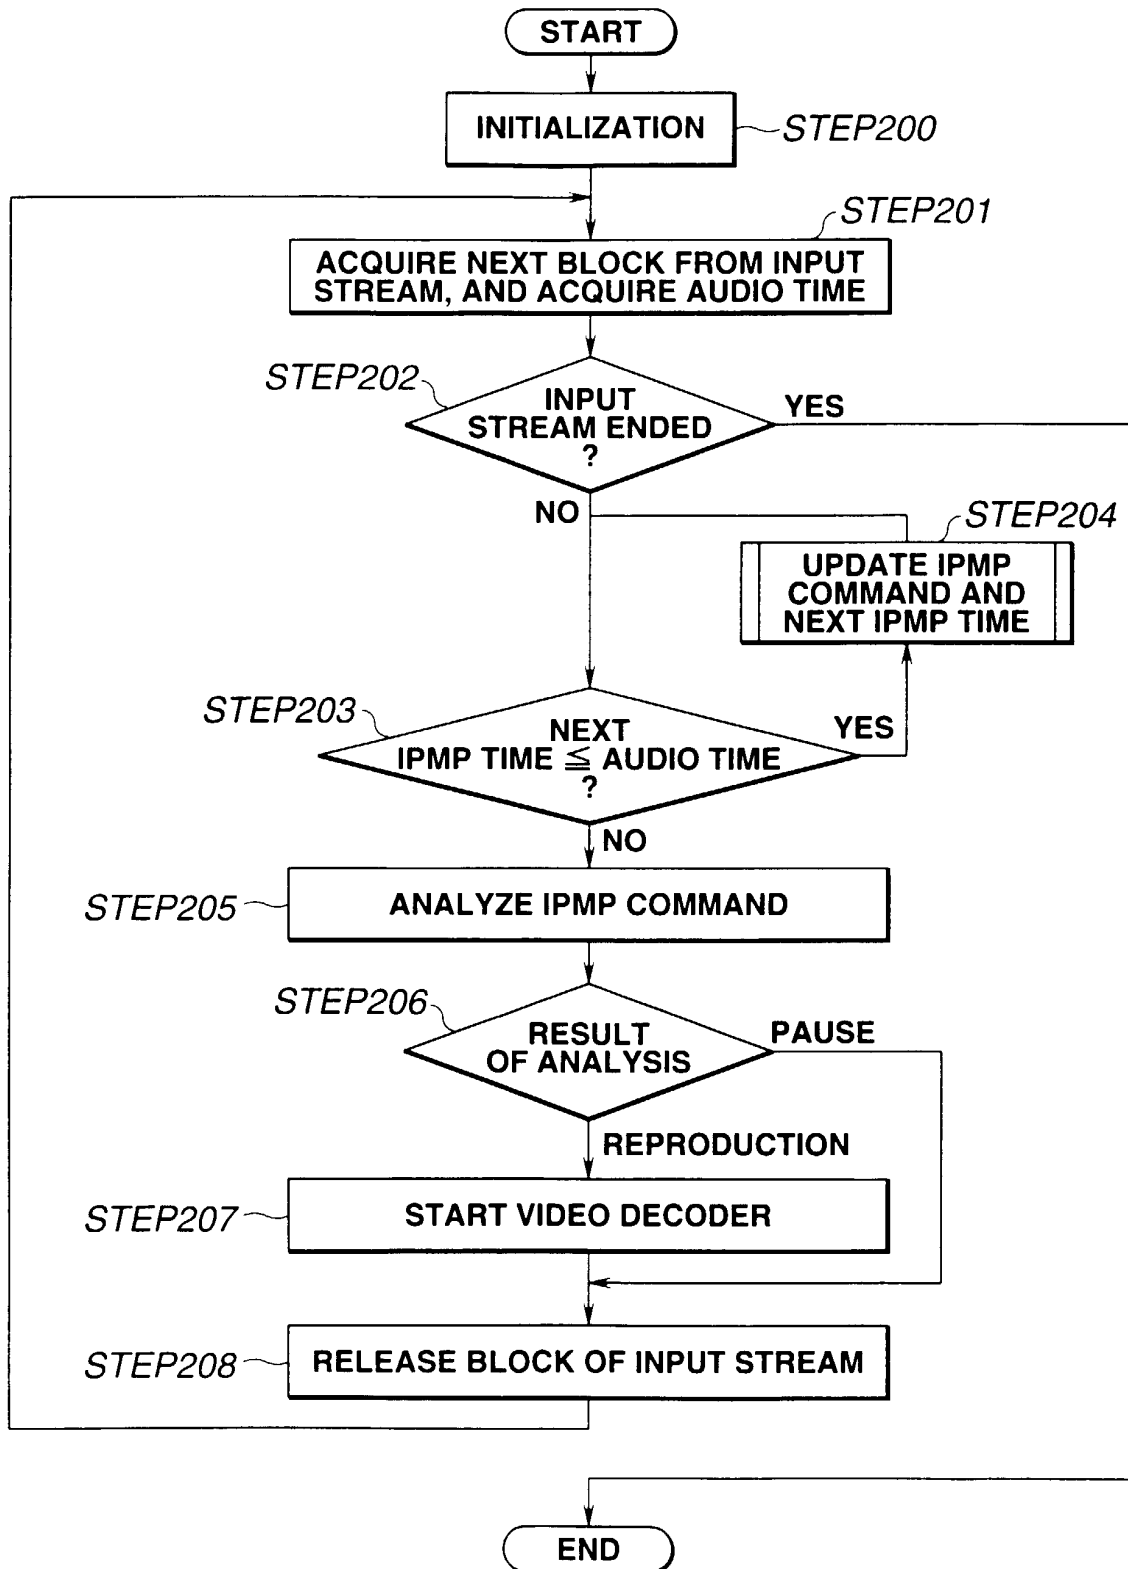 START
INITIALIZATION
STEP200
STEP201
ACQUIRE NEXT BLOCK FROM INPUT
STREAM, AND ACQUIRE AUDIO TIME
STEP202
INPUT
STREAM ENDED
?
YES
NO
STEP204
UPDATE IPMP
COMMAND AND
NEXT IPMP TIME
STEP203
NEXT
IPMP TIME ≦ AUDIO TIME
?
YES
NO
STEP205
ANALYZE IPMP COMMAND
STEP206
RESULT
OF ANALYSIS
PAUSE
REPRODUCTION
STEP207
START VIDEO DECODER
STEP208
RELEASE BLOCK OF INPUT STREAM
END